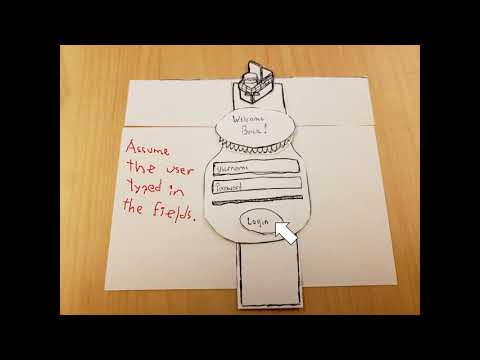 Welcome
Back!
Assume
the user
typed in
the fields.
Username
Password
Login